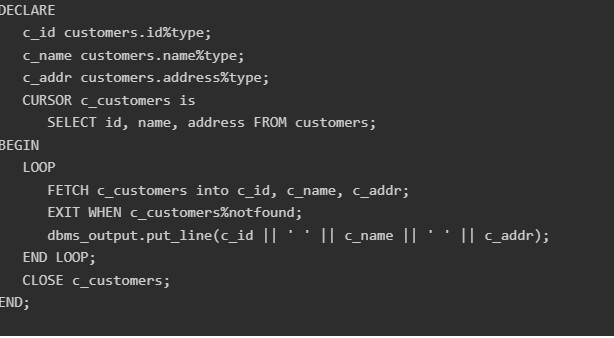 DECLARE
c_id customers.id%type;
c_name customers.name%type;
c_addr customers.address%type;
CURSOR c_customers is
SELECT id, name, address FROM customers;
BEGIN
LOOP
FETCH c_customers into c_id, c_name, c_addr;
EXIT WHEN c_customers%notfound;
dbms_output.put_line(c_id || ' ' || c_name || ' ' || c_addr);
END LOOP;
CLOSE c_customers;
END;